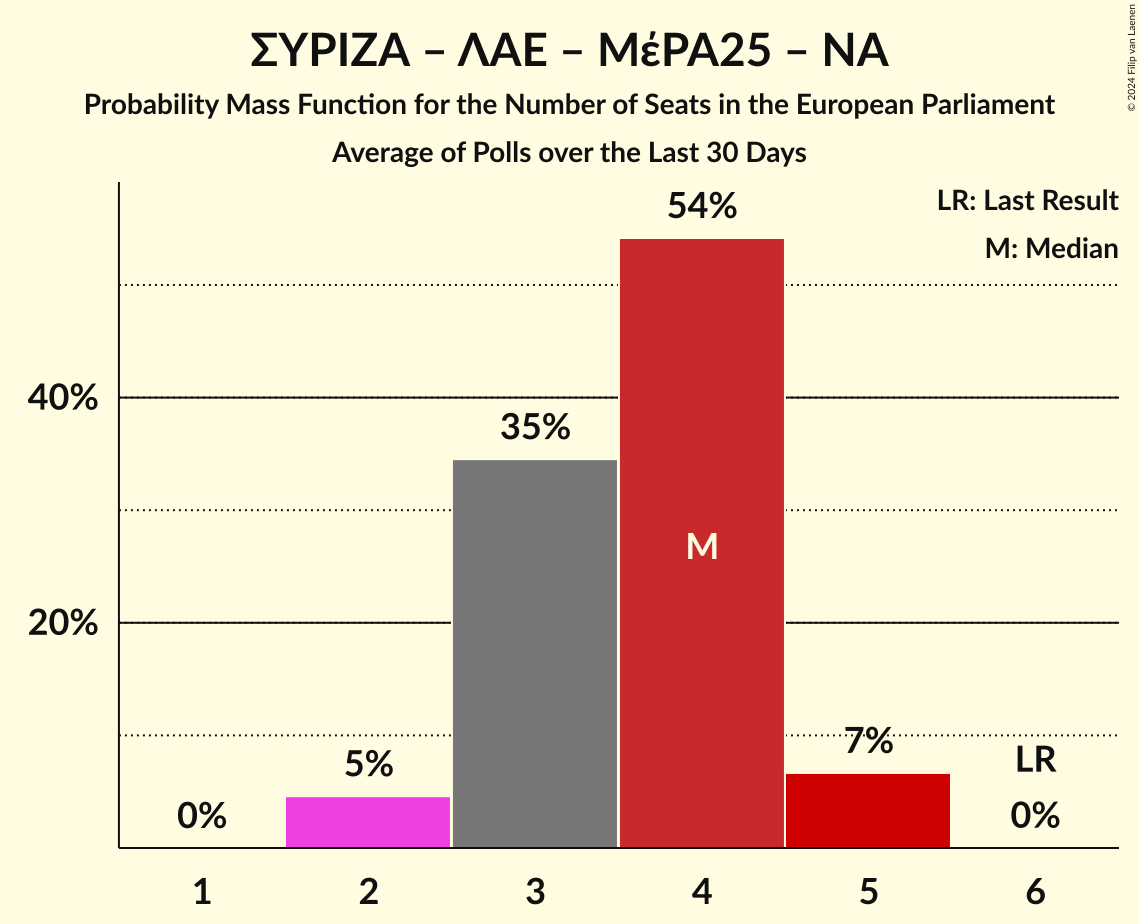 ΣΥΡΙΖΑ – ΛΑΕ – ΜέΡΑ25 – ΝΑ
Probability Mass Function for the Number of Seats in the European Parliament
Average of Polls over the Last 30 Days
© 2024 Filip van Laenen
LR: Last Result
M: Median
54%
40%
35%
M
20%
7%
5%
LR
0%
0%
1 2 3 4 5 6